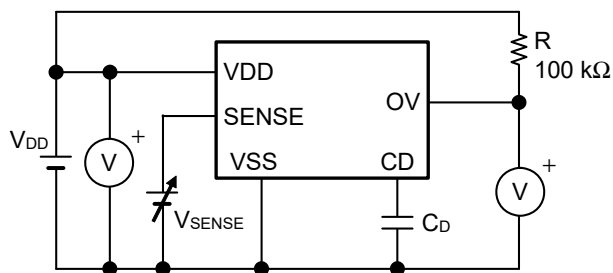 R
100 kΩ
VDD
OV
SENSE
VDD
+
V
VSS
CD
+
V
VSENSE
CD